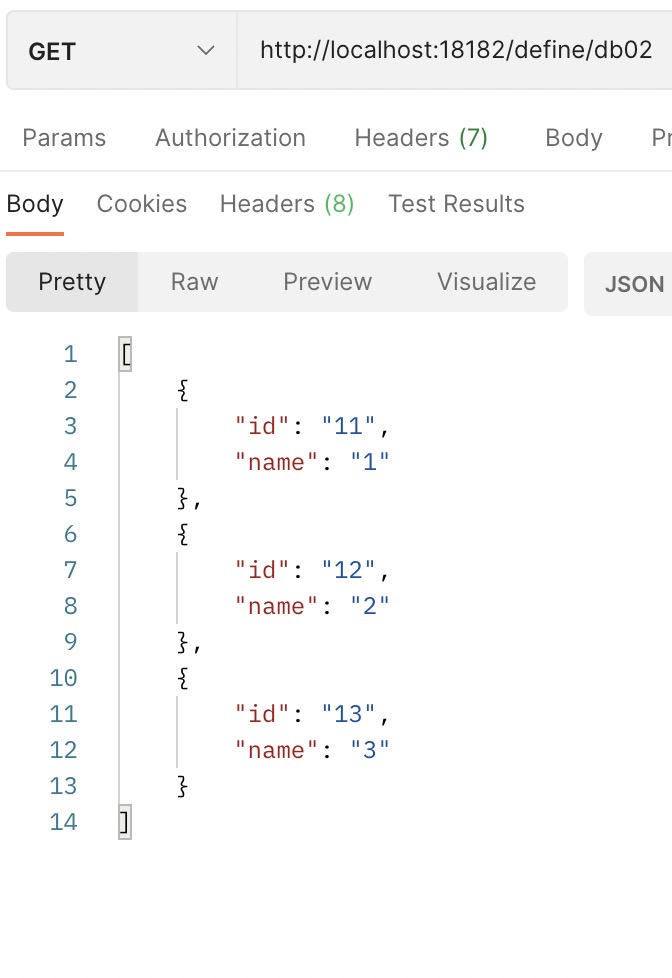 GET http://localhost:18182/define/db02
Params Authorization Headers (7) Body Pr
Body Cookies Headers (8) Test Results
Pretty Raw Preview Visualize JSON
1 [
2 {
3 "id": "11",
4 "name": "1"
5 },
6 {
7 "id": "12",
8 "name": "2"
9 },
10 {
11 "id": "13",
12 "name": "3"
13 }
14 ]